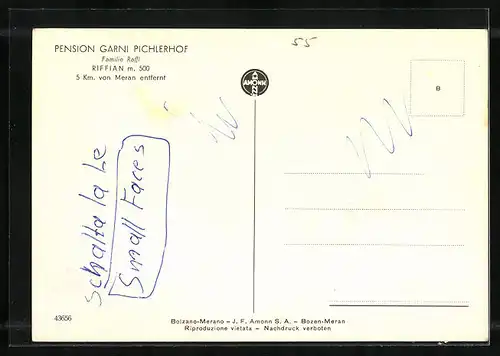 PENSION GARNI PICHLERHOF
Familie Raffl
RIFFIAN m. 500
5 Km. von Meran entfernt
55
AMONN
B
schalla la Le
Small Faces
43656
Bolzano-Merano – J. F. Amonn S. A. – Bozen-Meran
Riproduzione vietata – Nachdruck verboten